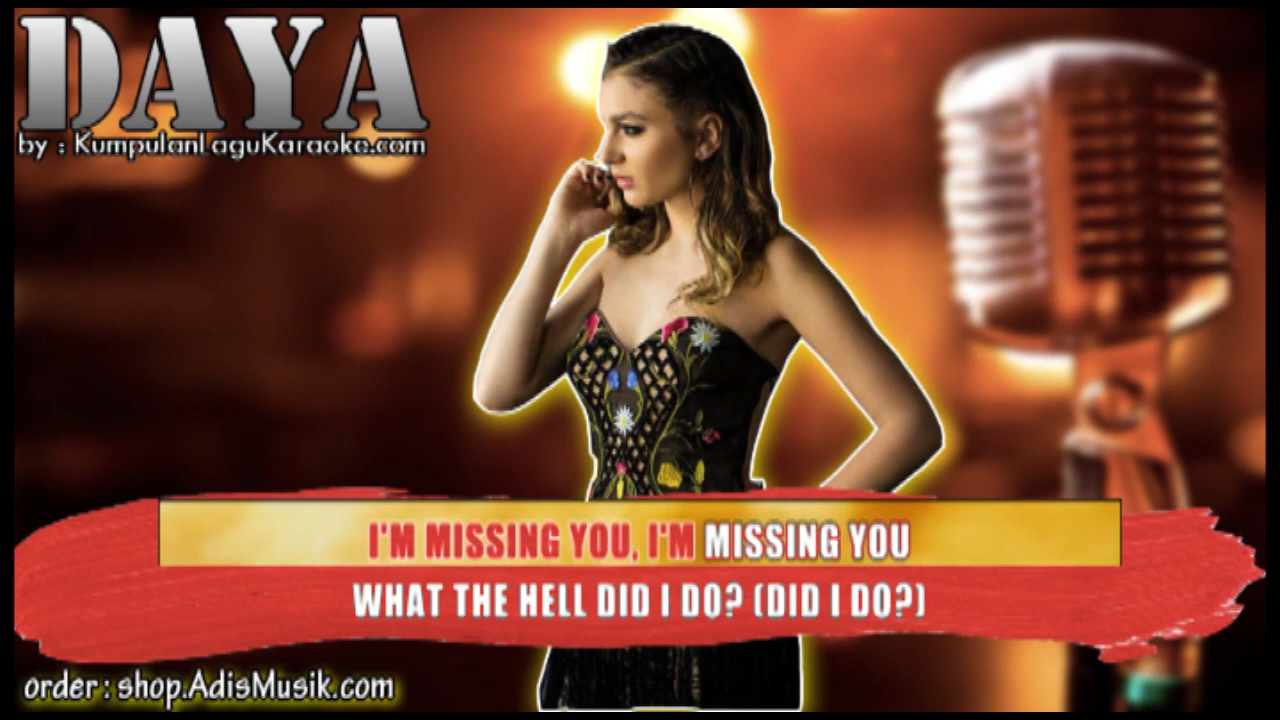 DAYA
by : KumpulanLaguKaraoke.com
I'M MISSING YOU, I'M MISSING YOU
WHAT THE HELL DID I DO? (DID I DO?)
order : shop.AdisMusik.com